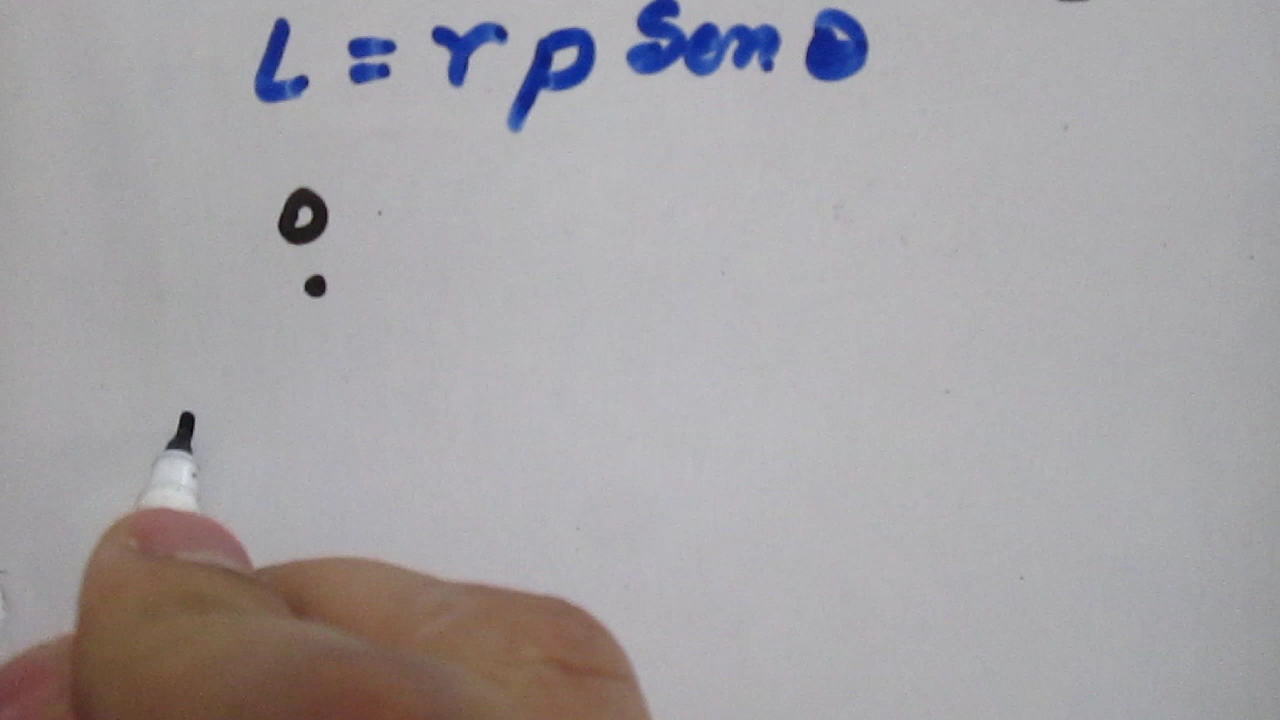 L = r p Sen θ
O